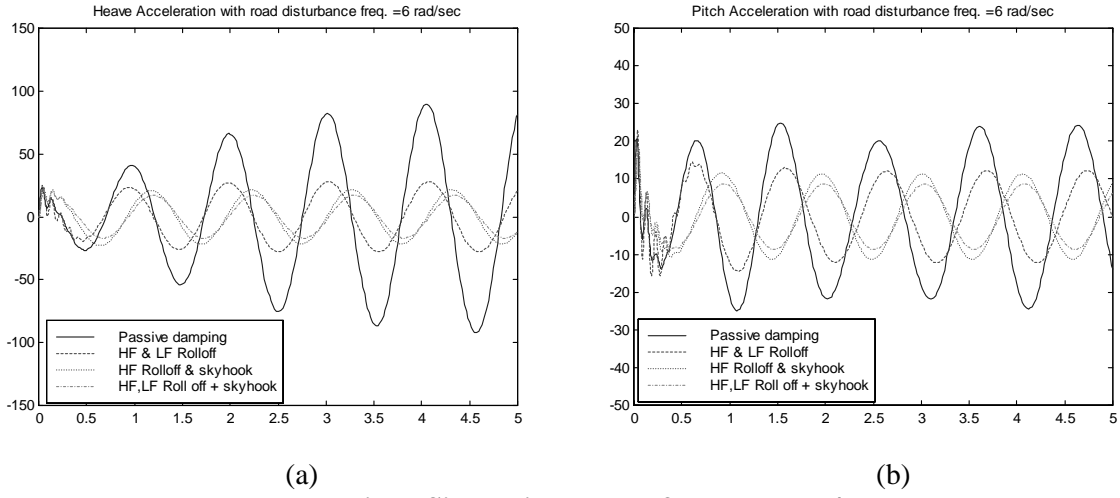 Heave Acceleration with road disturbance freq. =6 rad/sec
150
100
50
0
-50
-100
-150
0 0.5 1 1.5 2 2.5 3 3.5 4 4.5 5
Passive damping
HF & LF Rolloff
HF Rolloff & skyhook
HF,LF Roll off + skyhook
(a)
Pitch Acceleration with road disturbance freq. =6 rad/sec
50
40
30
20
10
0
-10
-20
-30
-40
-50
0 0.5 1 1.5 2 2.5 3 3.5 4 4.5 5
Passive damping
HF & LF Rolloff
HF Rolloff & skyhook
HF,LF Roll off + skyhook
(b)